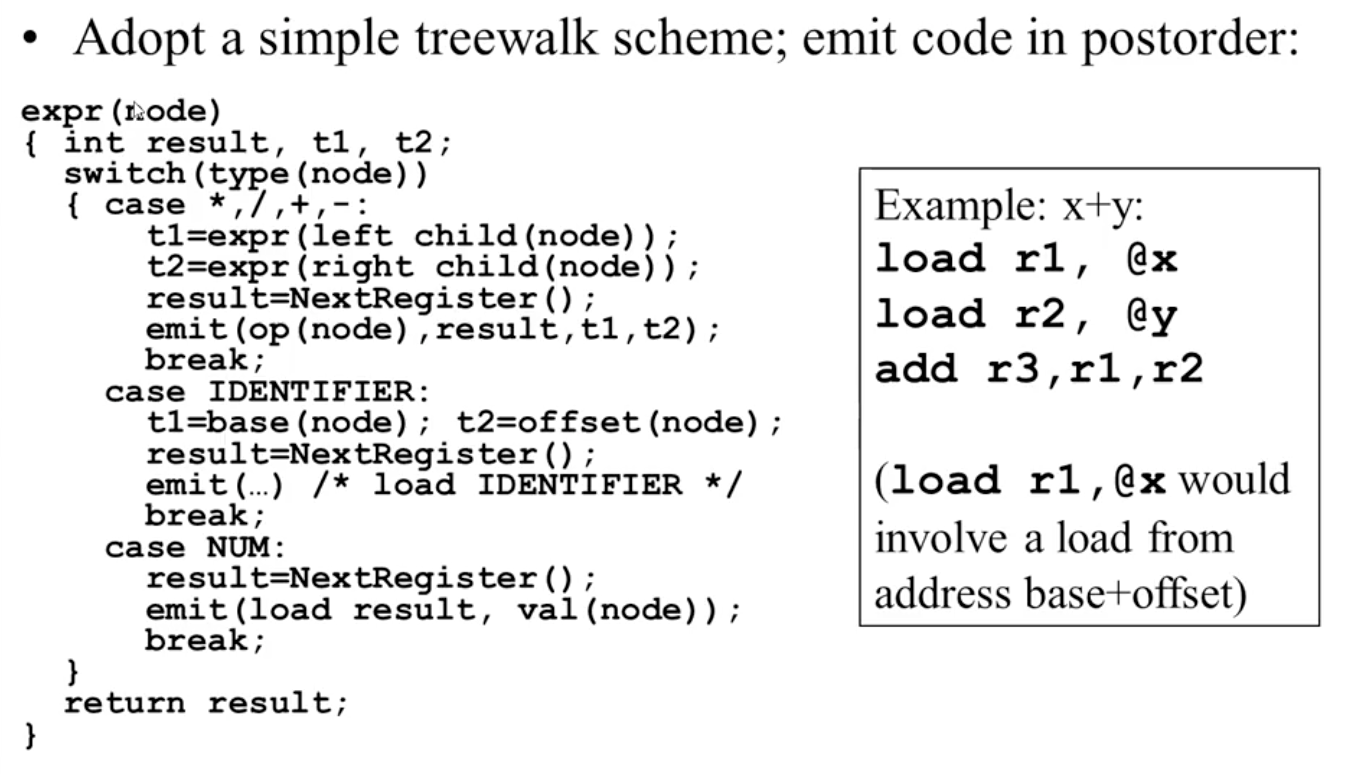 • Adopt a simple treewalk scheme; emit code in postorder:
expr(node)
{ int result, t1, t2;
switch(type(node))
{ case *,/,+,-:
t1=expr(left child(node));
t2=expr(right child(node));
result=NextRegister();
emit(op(node),result,t1,t2);
break;
case IDENTIFIER:
t1=base(node); t2=offset(node);
result=NextRegister();
emit(…) /* load IDENTIFIER */
break;
case NUM:
result=NextRegister();
emit(load result, val(node));
break;
}
return result;
}
Example: x+y:
load r1, @x
load r2, @y
add r3,r1,r2
(load r1,@x would
involve a load from
address base+offset)